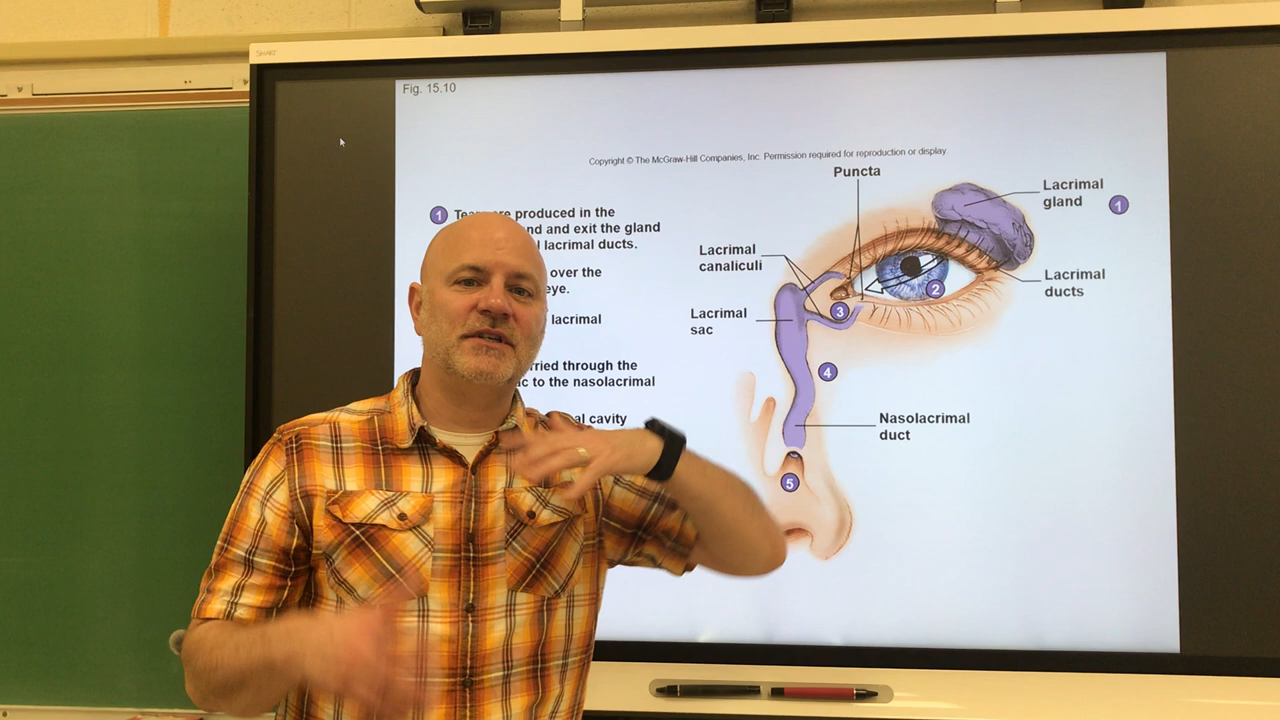 SMART
Fig. 15.10
Copyright © The McGraw-Hill Companies, Inc. Permission required for reproduction or display.
Puncta
Lacrimal
gland
1
1
produced in the
and exit the gland
lacrimal ducts.
Lacrimal
canaliculi
over the
eye.
Lacrimal
ducts
2
3
Lacrimal
sac
lacrimal
through the
to the nasolacrimal
4
cavity
Nasolacrimal
duct
5